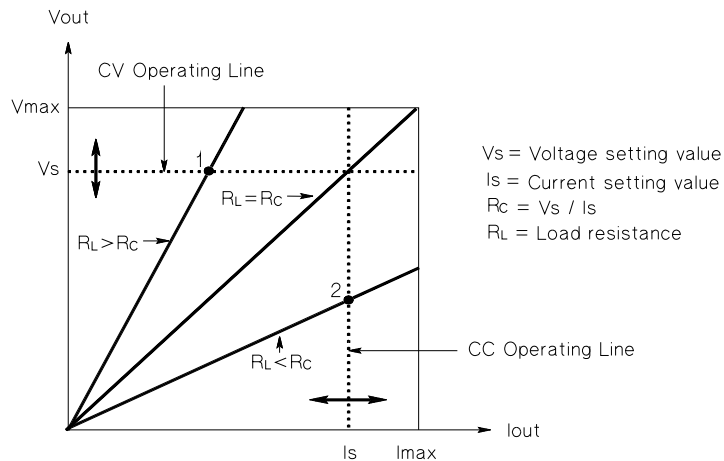 Vout
CV Operating Line
Vmax
Vs
1
RL=RC
RL>RC
2
RL<RC
Vs = Voltage setting value
Is = Current setting value
RC = Vs / Is
RL = Load resistance
CC Operating Line
Iout
Is
Imax